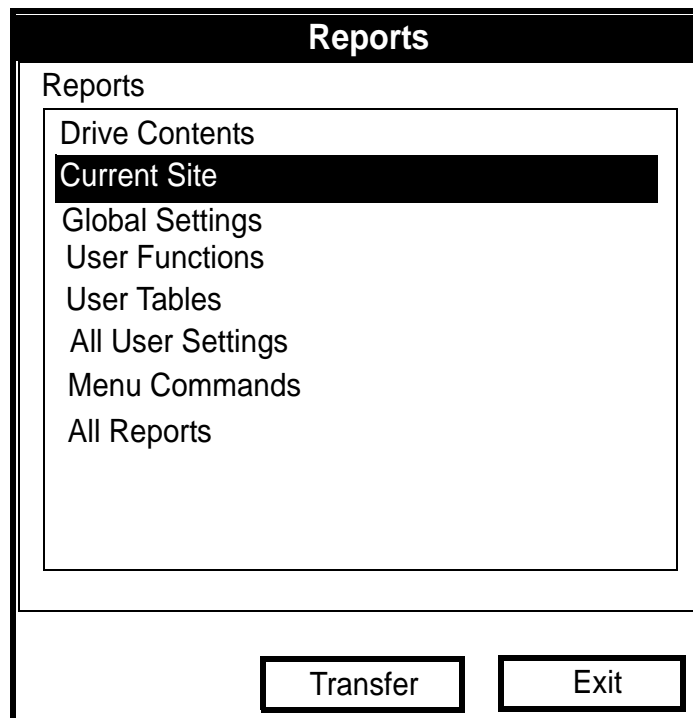 Reports
Reports
Drive Contents
Current Site
Global Settings
User Functions
User Tables
All User Settings
Menu Commands
All Reports
Transfer
Exit